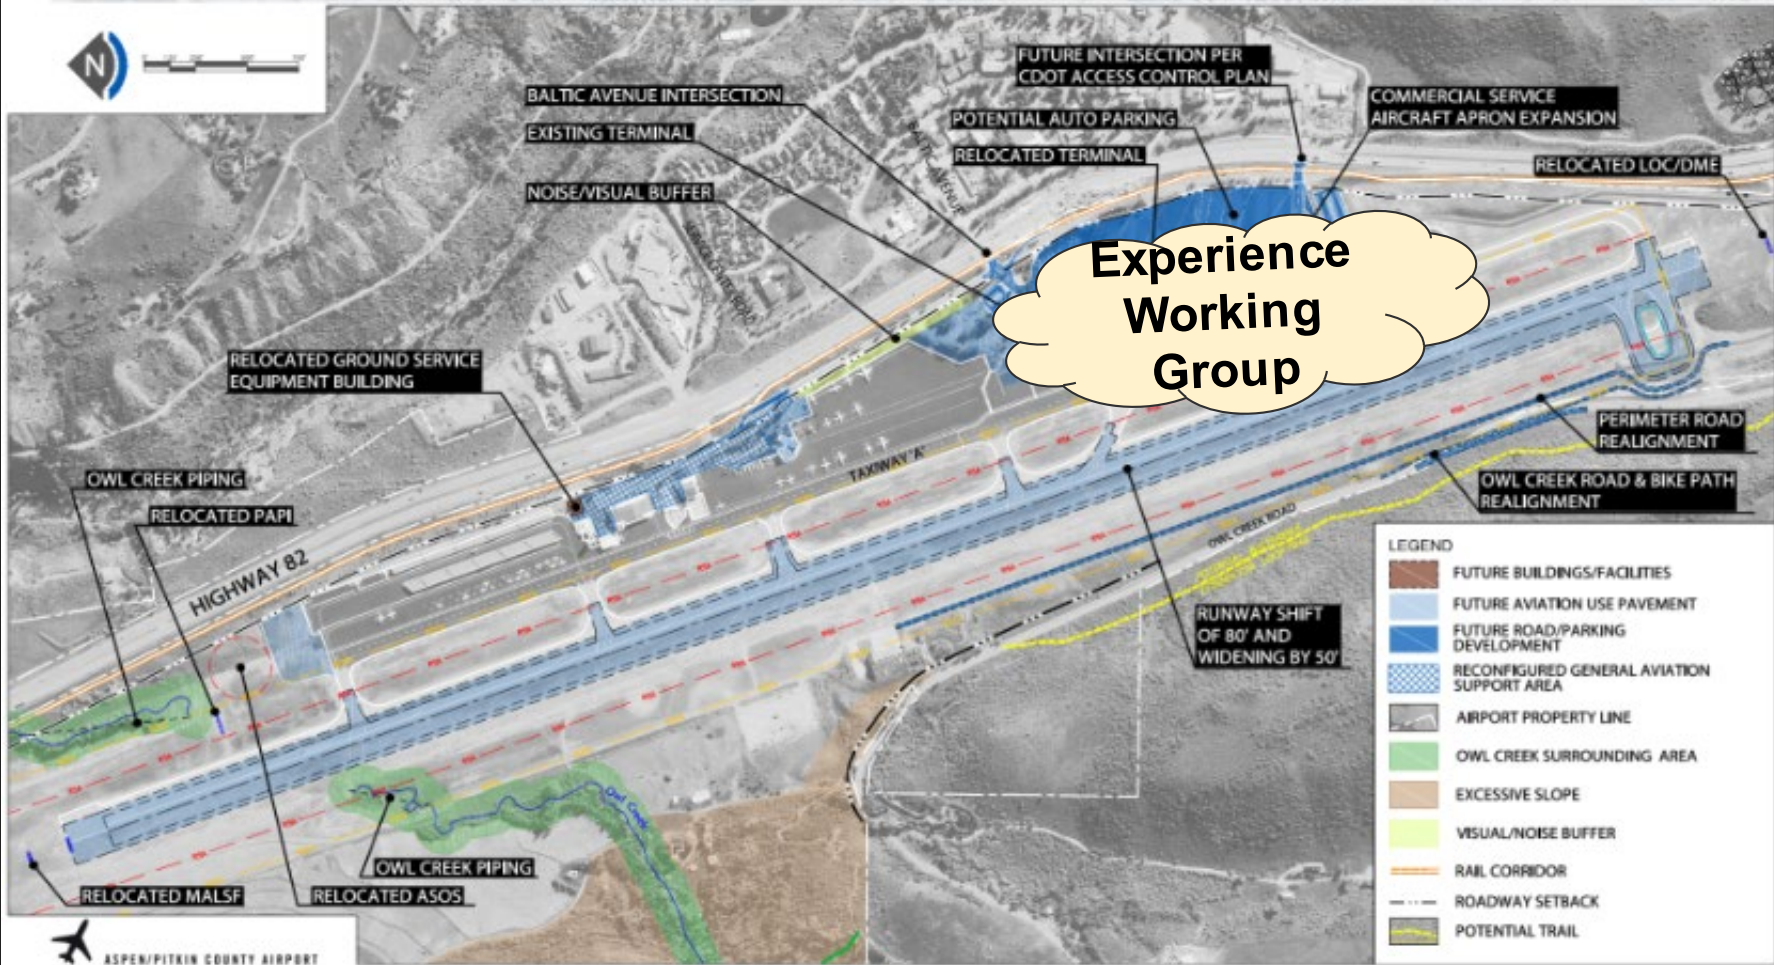 N
FUTURE INTERSECTION PER
CDOT ACCESS CONTROL PLAN
BALTIC AVENUE INTERSECTION
COMMERCIAL SERVICE
AIRCRAFT APRON EXPANSION
POTENTIAL AUTO PARKING
EXISTING TERMINAL
RELOCATED TERMINAL
RELOCATED LOC/DME
NOISE/VISUAL BUFFER
AVENUE
Experience
Working
Group
RELOCATED GROUND SERVICE
EQUIPMENT BUILDING
PERIMETER ROAD
REALIGNMENT
TAXIWAY 'A'
OWL CREEK PIPING
OWL CREEK ROAD & BIKE PATH
REALIGNMENT
RELOCATED PAPI
OWL CREEK ROAD
HIGHWAY 82
RUNWAY SHIFT
OF 80' AND
WIDENING BY 50'
Owl Creek
OWL CREEK PIPING
RELOCATED MALSF
RELOCATED ASOS
ASPEN/PITKIN COUNTY AIRPORT
LEGEND
FUTURE BUILDINGS/FACILITIES
FUTURE AVIATION USE PAVEMENT
FUTURE ROAD/PARKING
DEVELOPMENT
RECONFIGURED GENERAL AVIATION
SUPPORT AREA
AIRPORT PROPERTY LINE
OWL CREEK SURROUNDING AREA
EXCESSIVE SLOPE
VISUAL/NOISE BUFFER
RAIL CORRIDOR
ROADWAY SETBACK
POTENTIAL TRAIL